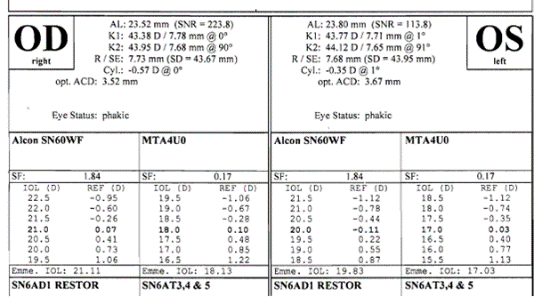 OD
right
AL: 23.52 mm (SNR = 223.8)
K1: 43.38 D / 7.78 mm @ 0°
K2: 43.95 D / 7.68 mm @ 90°
R / SE: 7.73 mm (SD = 43.67 mm)
Cyl.: -0.57 D @ 0°
opt. ACD: 3.52 mm
Eye Status: phakic
OS
left
AL: 23.80 mm (SNR = 113.8)
K1: 43.77 D / 7.71 mm @ 1°
K2: 44.12 D / 7.65 mm @ 91°
R / SE: 7.68 mm (SD = 43.95 mm)
Cyl.: -0.35 D @ 1°
opt. ACD: 3.67 mm
Eye Status: phakic
Alcon SN60WF MTA4U0 Alcon SN60WF MTA4U0
SF: 1.84 SF: 0.17 SF: 1.84 SF: 0.17
IOL (D) REF (D) IOL (D) REF (D) IOL (D) REF (D) IOL (D) REF (D)
22.5 -0.95 19.5 -1.06 21.5 -1.12 18.5 -1.12
22.0 -0.60 19.0 -0.67 21.0 -0.78 18.0 -0.74
21.5 -0.26 18.5 -0.28 20.5 -0.44 17.5 -0.35
21.0 0.07 18.0 0.10 20.0 -0.11 17.0 0.03
20.5 0.41 17.5 0.48 19.5 0.22 16.5 0.40
20.0 0.73 17.0 0.85 19.0 0.55 16.0 0.77
19.5 1.06 16.5 1.22 18.5 0.87 15.5 1.13
Emme. IOL: 21.11 Emme. IOL: 18.13 Emme. IOL: 19.83 Emme. IOL: 17.03
SN6AD1 RESTOR SN6AT3,4 & 5 SN6AD1 RESTOR SN6AT3,4 & 5